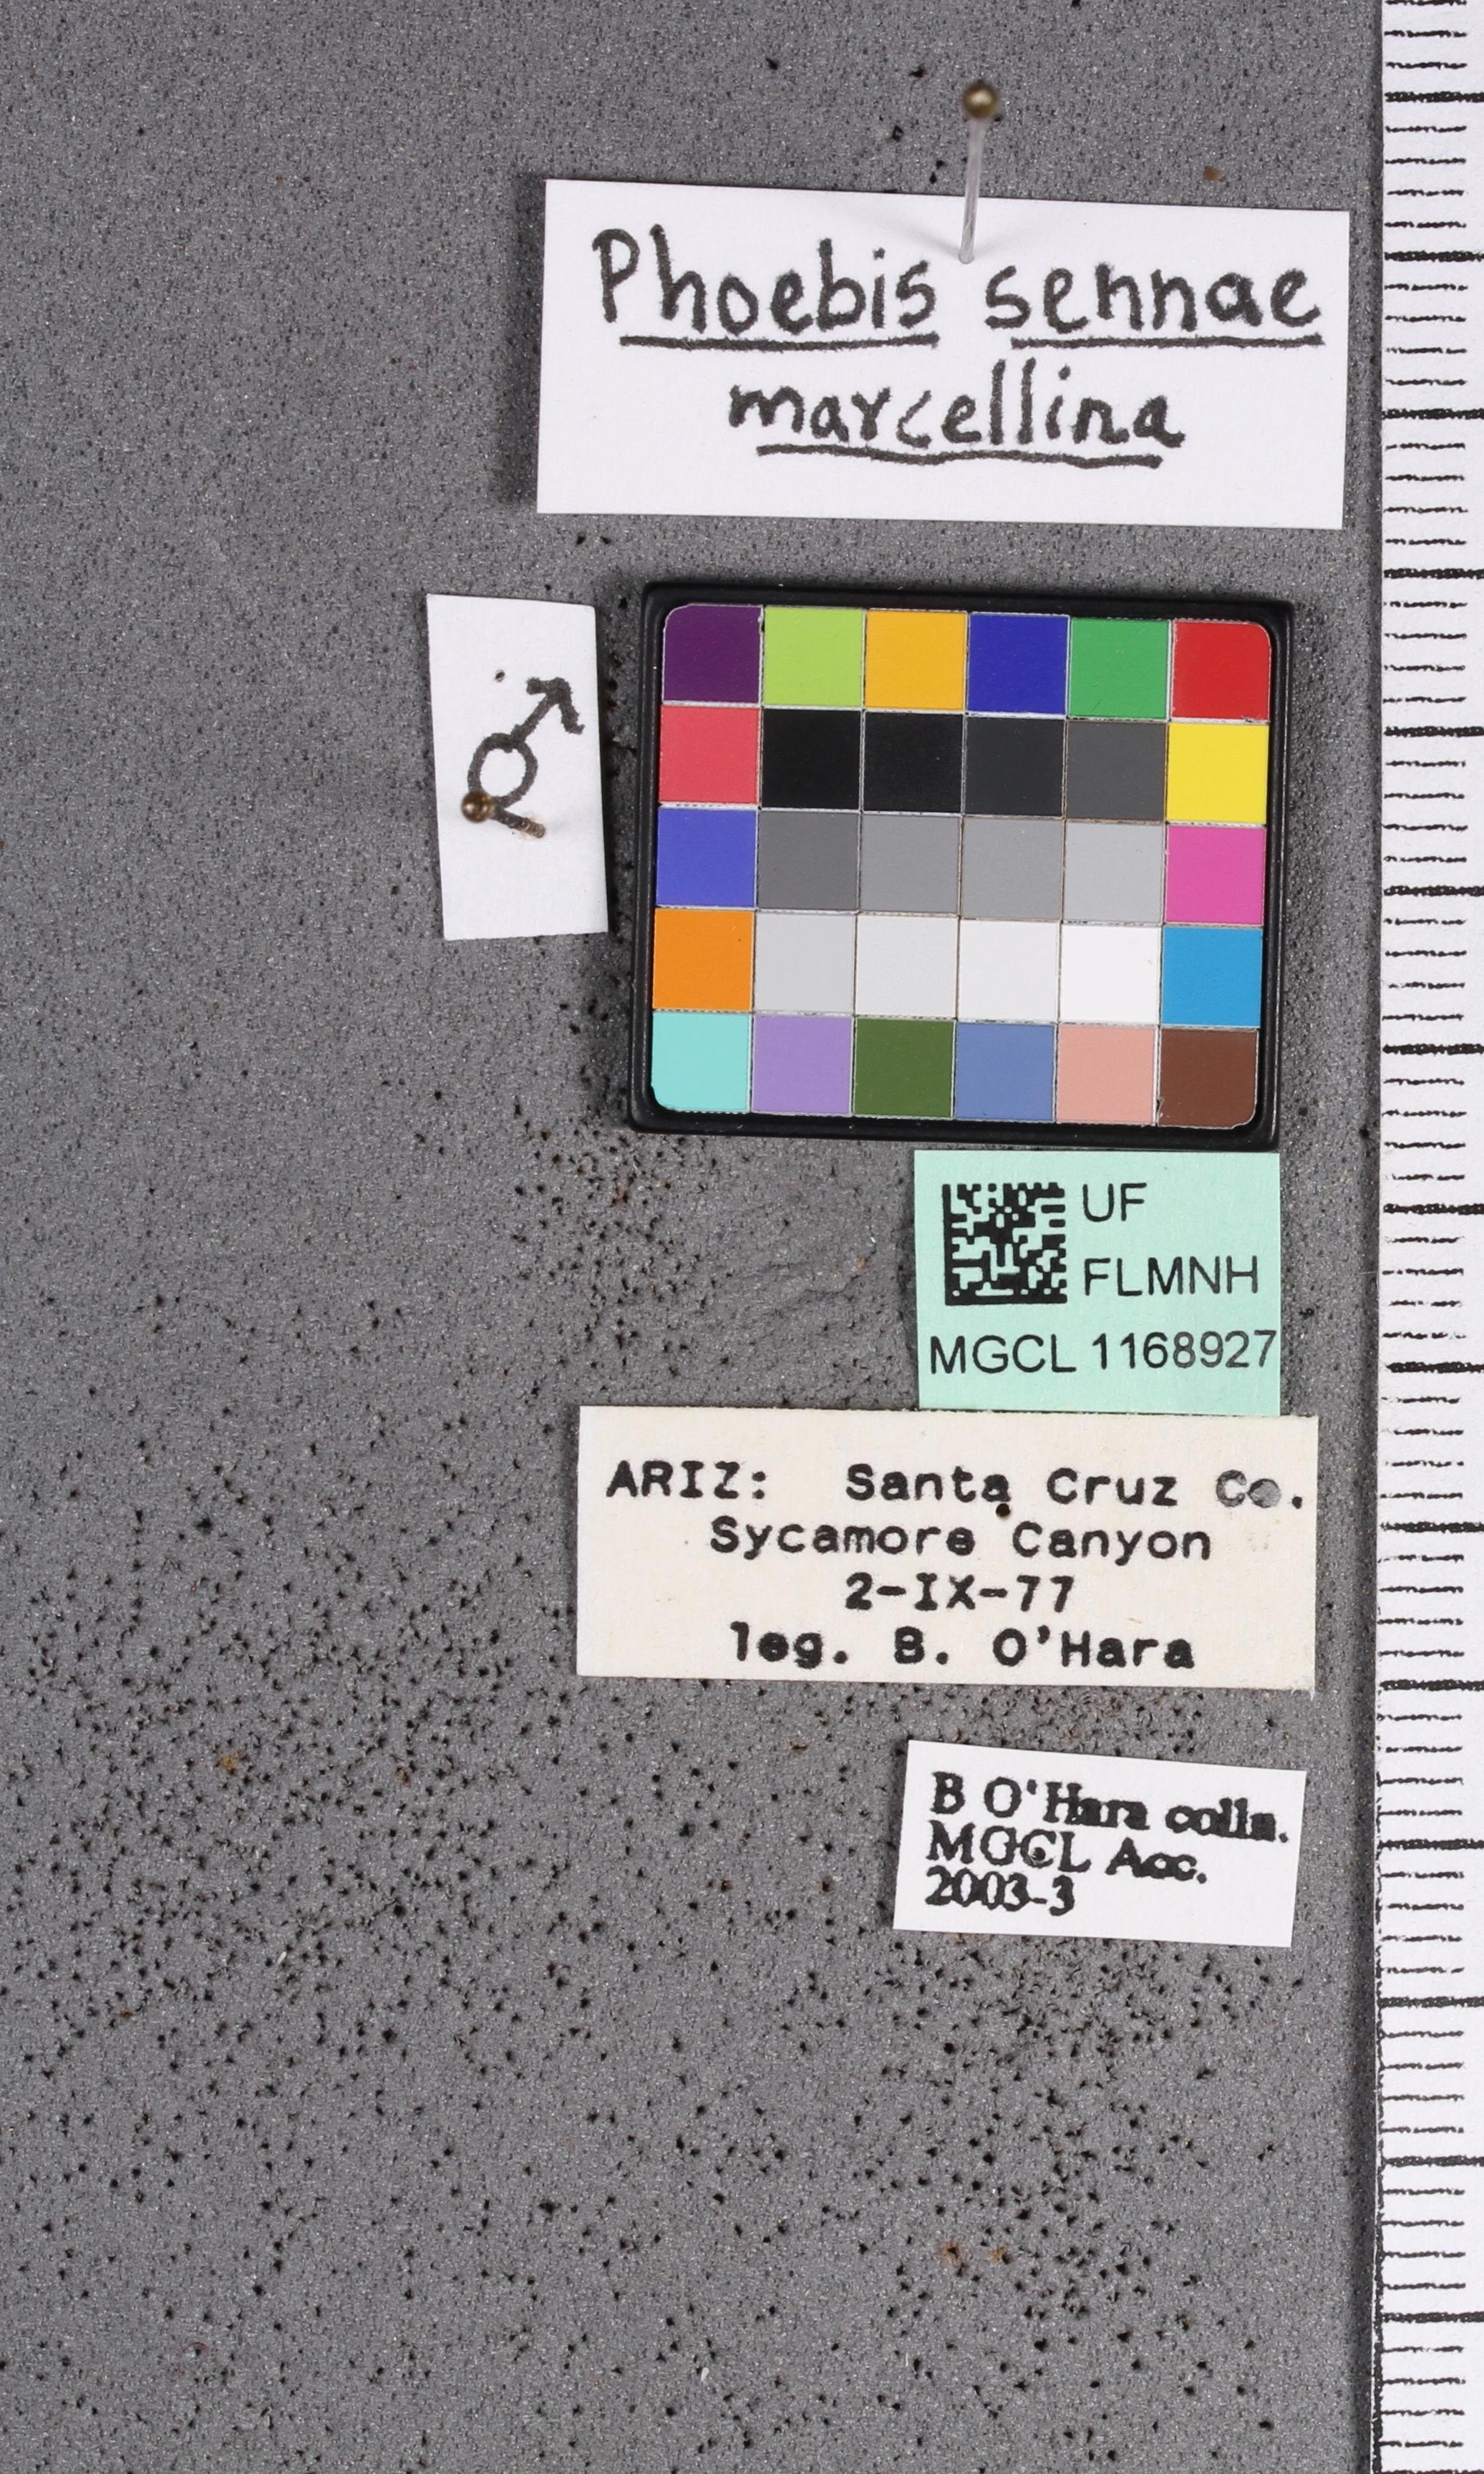 Phoebis sennae
marcellina
♂
UF
FLMNH
MGCL 1168927
ARIZ: Santa Cruz Co.
Sycamore Canyon
2-IX-77
leg. B. O'Hara
B O'Hara colln.
MGCL Acc.
2003-3